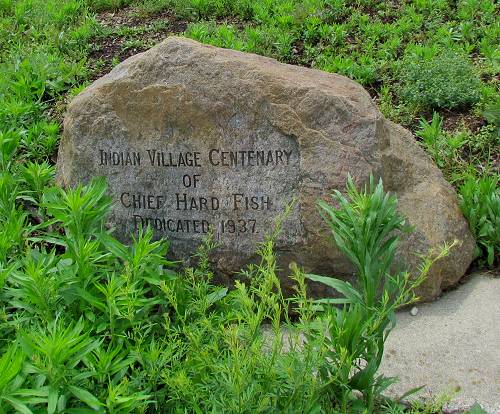 INDIAN VILLAGE CENTENARY
OF
CHIEF HARD FISH
DEDICATED 1937